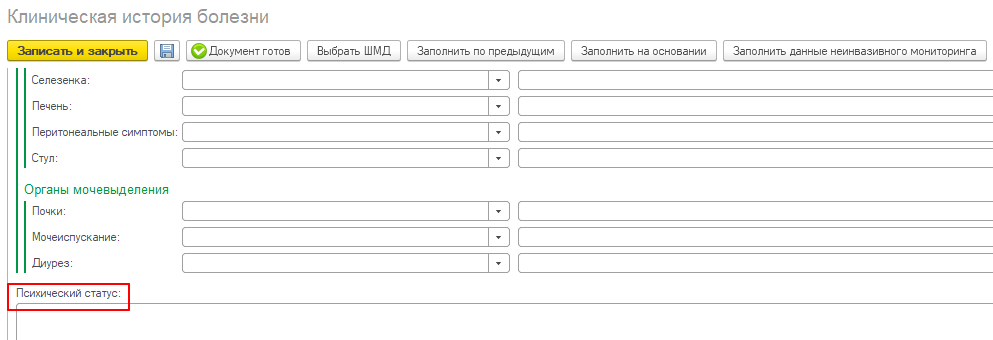 Клиническая история болезни
Записать и закрыть Документ готов Выбрать ШМД Заполнить по предыдущим Заполнить на основании Заполнить данные неинвазивного мониторинга
Селезенка:
Печень:
Перитонеальные симптомы:
Стул:
Органы мочевыделения
Почки:
Мочеиспускание:
Диурез:
Психический статус: